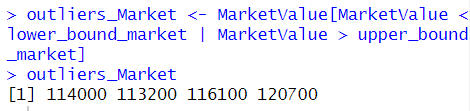 > outliers_Market <- MarketValue[MarketValue <
lower_bound_market | MarketValue > upper_bound
_market]
> outliers_Market
[1] 114000 113200 116100 120700